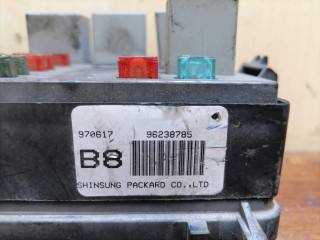 970617 96238785
B8
SHINSUNG PACKARD CO.,LTD